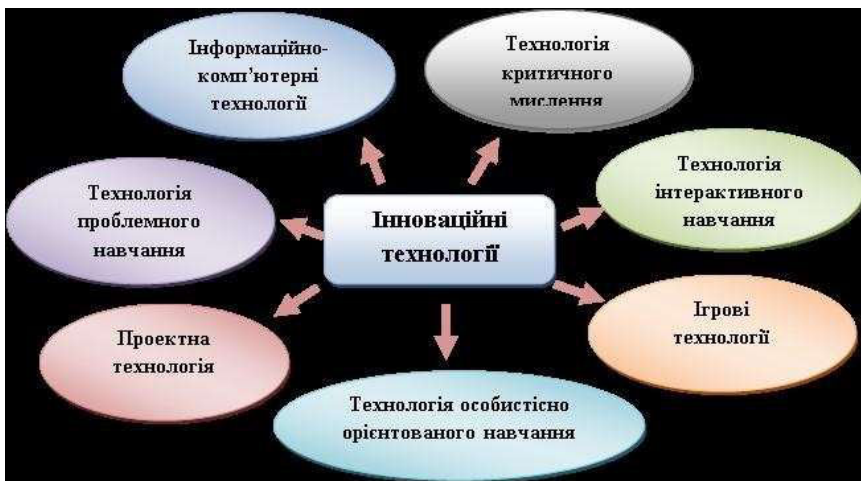 Інформаційно-
комп’ютерні
технології
Технологія
критичного
мислення
Технологія
проблемного
навчання
Інноваційні
технології
Технологія
інтерактивного
навчання
Проектна
технологія
Ігрові
технології
Технологія особистісно
орієнтованого навчання